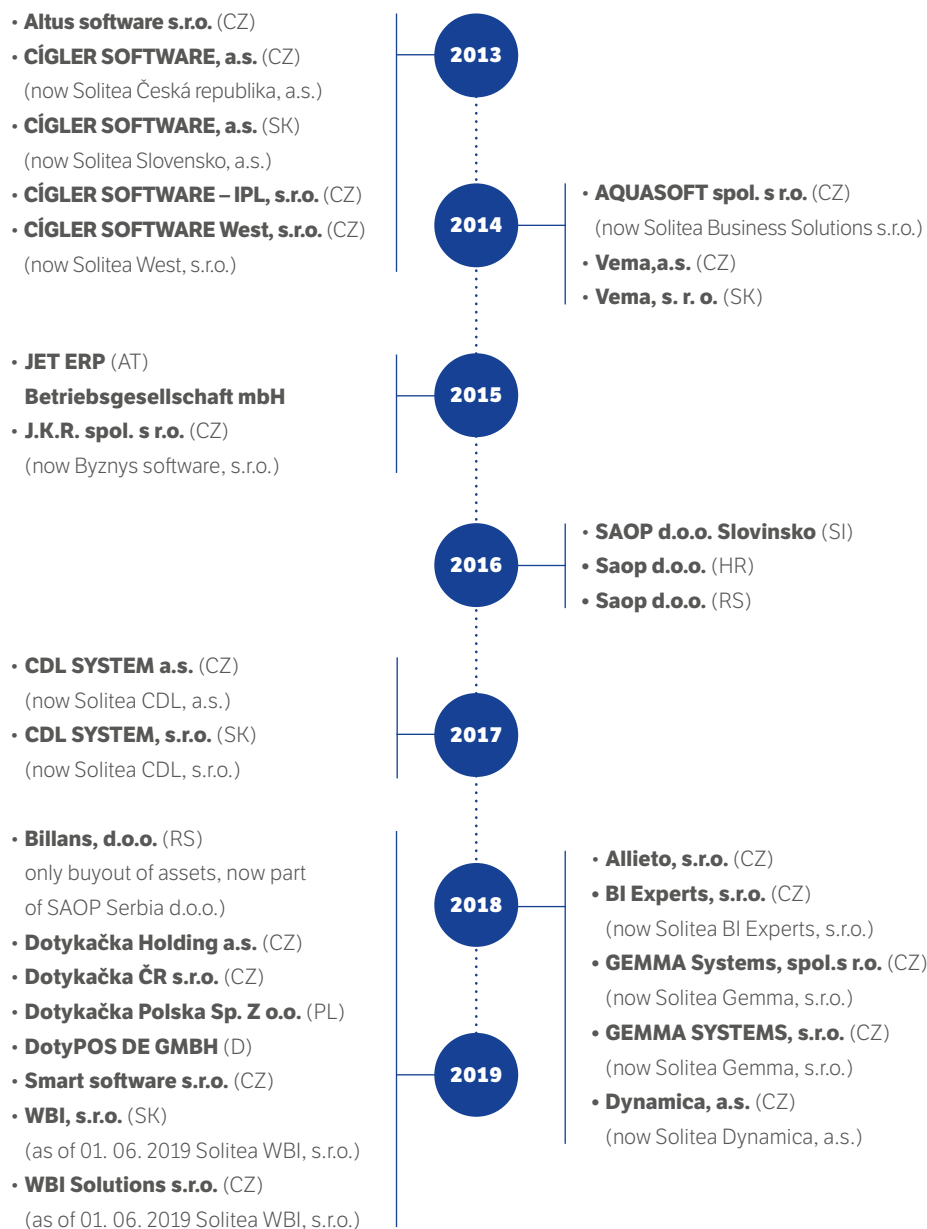 2013
• Altus software s.r.o. (CZ)
• CÍGLER SOFTWARE, a.s. (CZ)
(now Solitea Česká republika, a.s.)
• CÍGLER SOFTWARE, a.s. (SK)
(now Solitea Slovensko, a.s.)
• CÍGLER SOFTWARE – IPL, s.r.o. (CZ)
• CÍGLER SOFTWARE West, s.r.o. (CZ)
(now Solitea West, s.r.o.)
2014
• AQUASOFT spol. s r.o. (CZ)
(now Solitea Business Solutions s.r.o.)
• Vema,a.s. (CZ)
• Vema, s. r. o. (SK)
2015
• JET ERP (AT)
Betriebsgesellschaft mbH
• J.K.R. spol. s r.o. (CZ)
(now Byznys software, s.r.o.)
2016
• SAOP d.o.o. Slovinsko (SI)
• Saop d.o.o. (HR)
• Saop d.o.o. (RS)
2017
• CDL SYSTEM a.s. (CZ)
(now Solitea CDL, a.s.)
• CDL SYSTEM, s.r.o. (SK)
(now Solitea CDL, s.r.o.)
2018
• Allieto, s.r.o. (CZ)
• BI Experts, s.r.o. (CZ)
(now Solitea BI Experts, s.r.o.)
• GEMMA Systems, spol.s r.o. (CZ)
(now Solitea Gemma, s.r.o.)
• GEMMA SYSTEMS, s.r.o. (CZ)
(now Solitea Gemma, s.r.o.)
• Dynamica, a.s. (CZ)
(now Solitea Dynamica, a.s.)
2019
• Billans, d.o.o. (RS)
only buyout of assets, now part
of SAOP Serbia d.o.o.)
• Dotykačka Holding a.s. (CZ)
• Dotykačka ČR s.r.o. (CZ)
• Dotykačka Polska Sp. Z o.o. (PL)
• DotyPOS DE GMBH (D)
• Smart software s.r.o. (CZ)
• WBI, s.r.o. (SK)
(as of 01. 06. 2019 Solitea WBI, s.r.o.)
• WBI Solutions s.r.o. (CZ)
(as of 01. 06. 2019 Solitea WBI, s.r.o.)